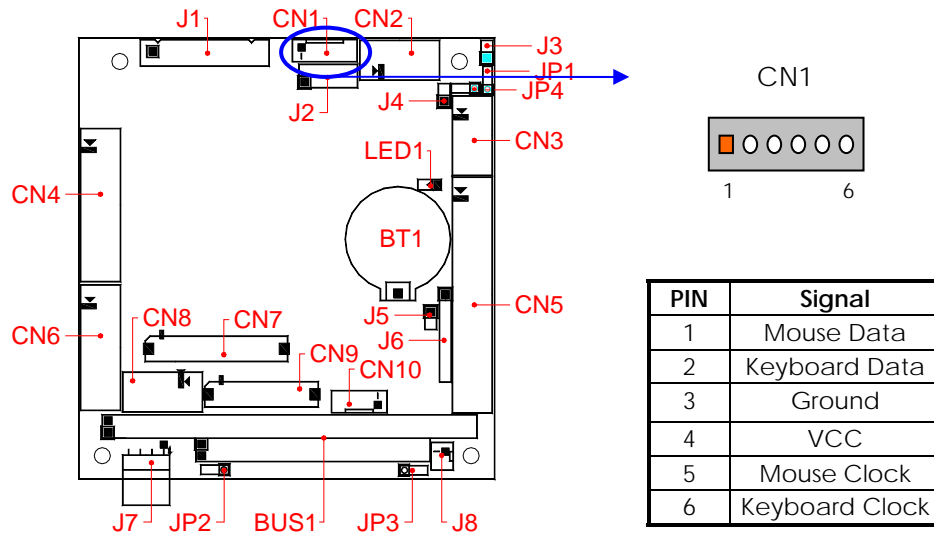 J1
CN1
CN2
J3
JP1
JP4
J2
J4
CN3
LED1
CN4
BT1
CN5
J5
J6
CN6
CN8
CN7
CN9
CN10
J7
JP2
BUS1
JP3
J8
CN1
1 6
PIN Signal
1 Mouse Data
2 Keyboard Data
3 Ground
4 VCC
5 Mouse Clock
6 Keyboard Clock